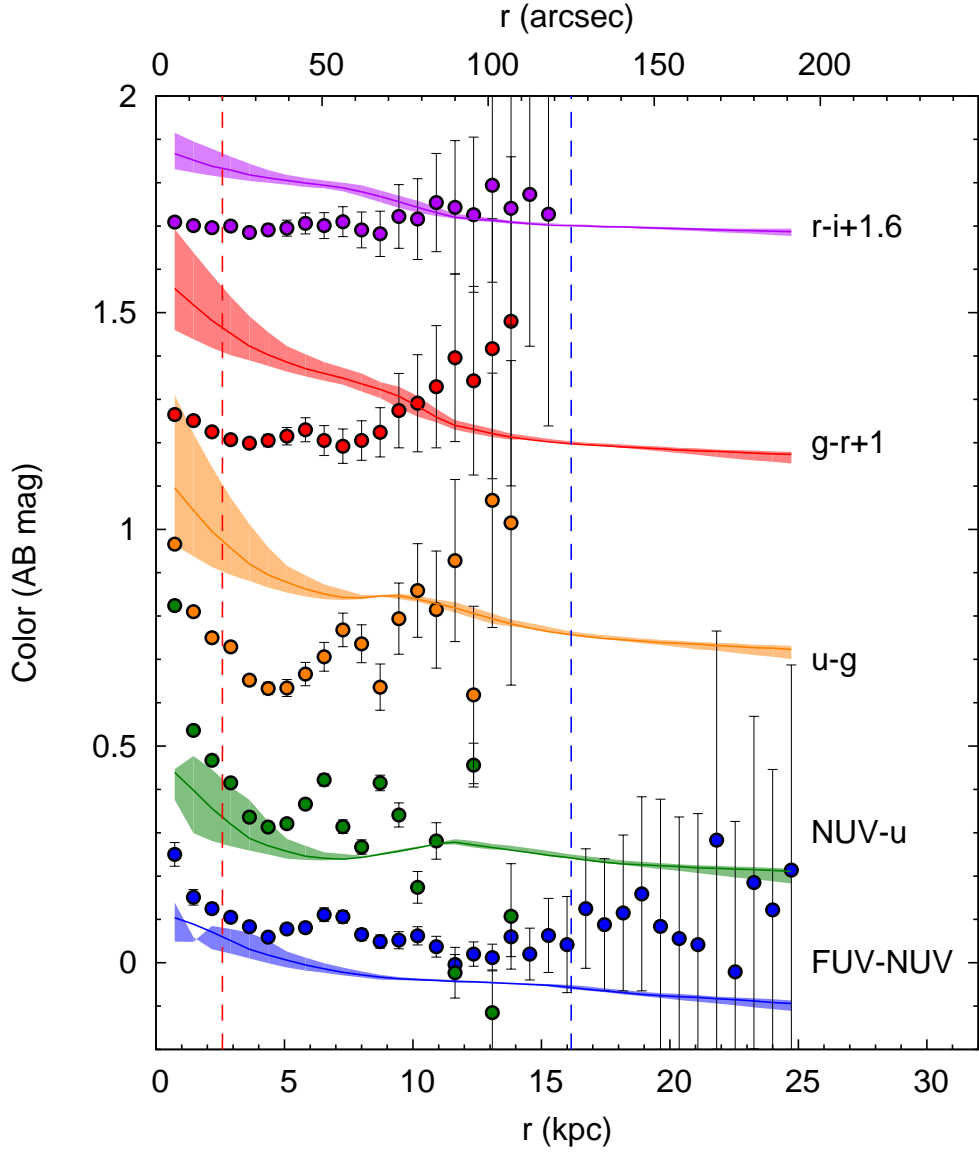 r (arcsec)
0 50 100 150 200
2
r-i+1.6
1.5
g-r+1
1
Color (AB mag)
u-g
0.5
NUV-u
0
FUV-NUV
0 5 10 15 20 25 30
r (kpc)